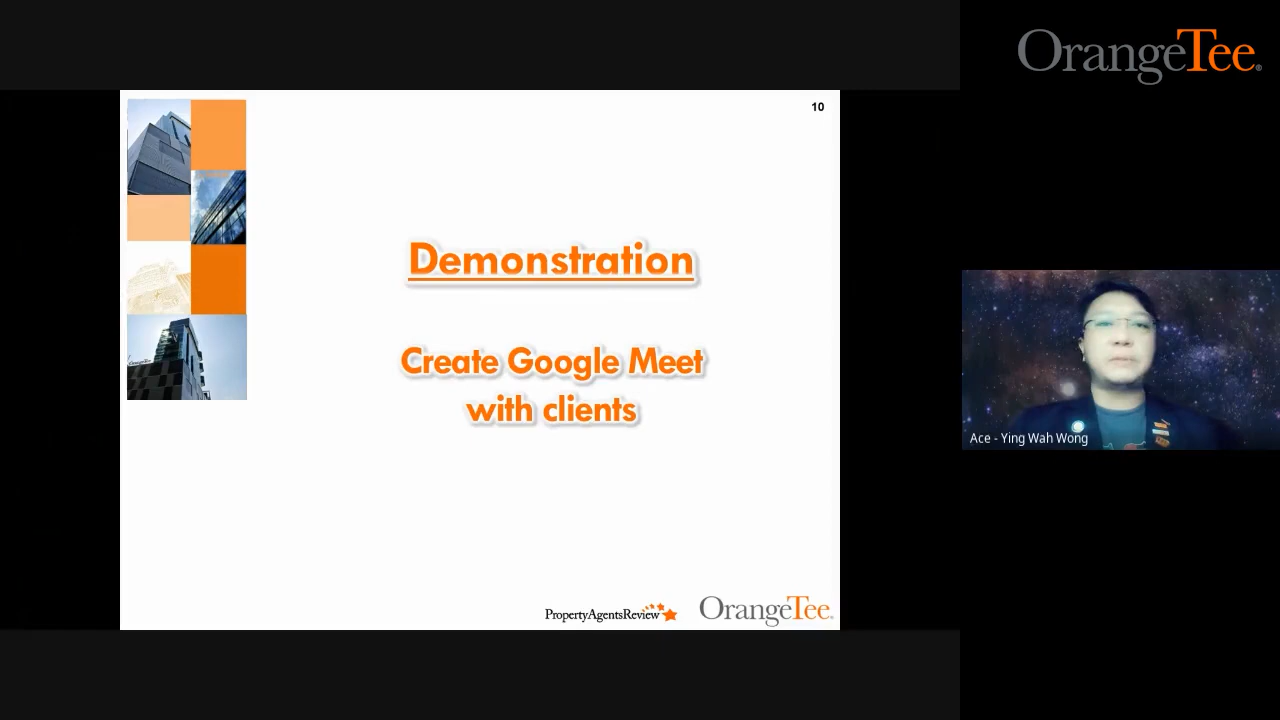 OrangeTee
10
Demonstration
Create Google Meet
with clients
Ace - Ying Wah Wong
PropertyAgentsReview
OrangeTee